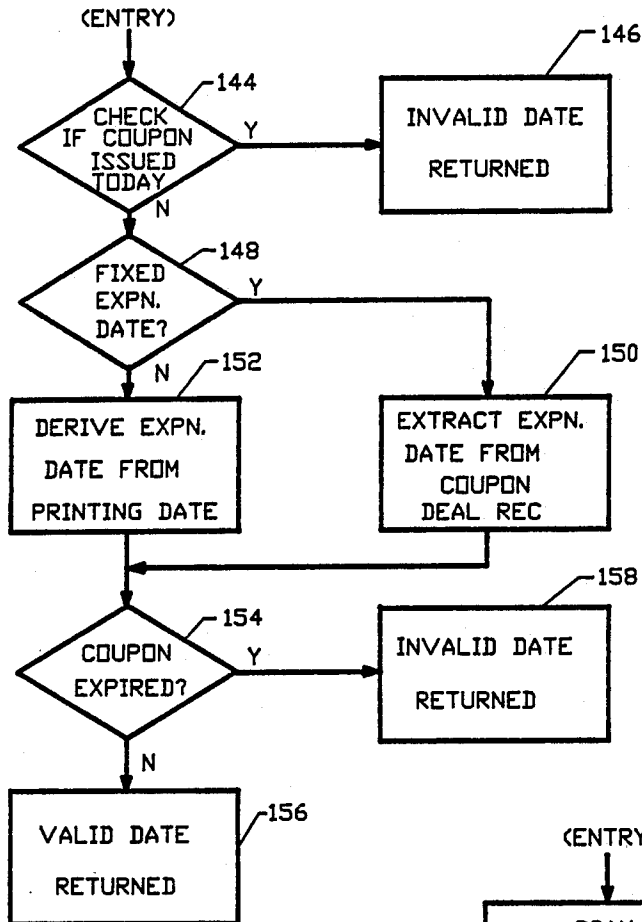 (ENTRY)
144
146
CHECK
IF COUPON
ISSUED
TODAY
Y
INVALID DATE
RETURNED
N
148
FIXED
EXPN.
DATE?
Y
N
152
150
DERIVE EXPN.
DATE FROM
PRINTING DATE
EXTRACT EXPN.
DATE FROM
COUPON
DEAL REC
154
158
COUPON
EXPIRED?
Y
INVALID DATE
RETURNED
N
156
VALID DATE
RETURNED
(ENTRY